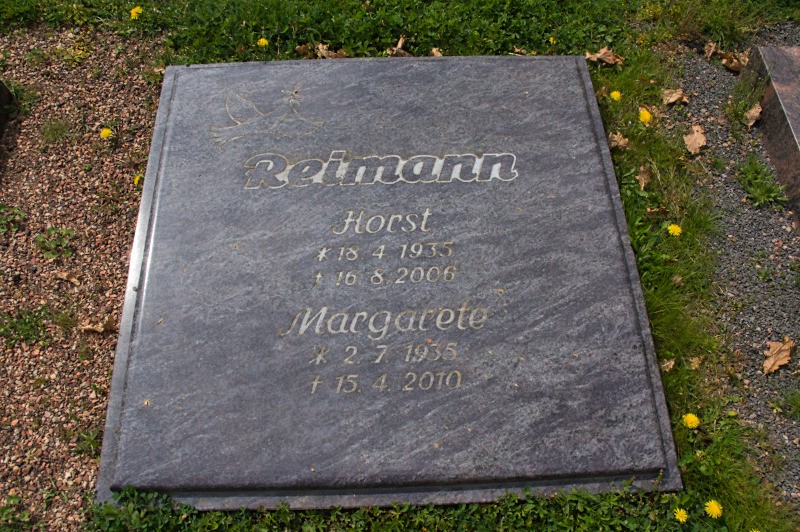 Reimann
Horst
* 18 4 1935
† 16 8.2006
Margarete
* 2. 7. 1935
† 15. 4. 2010